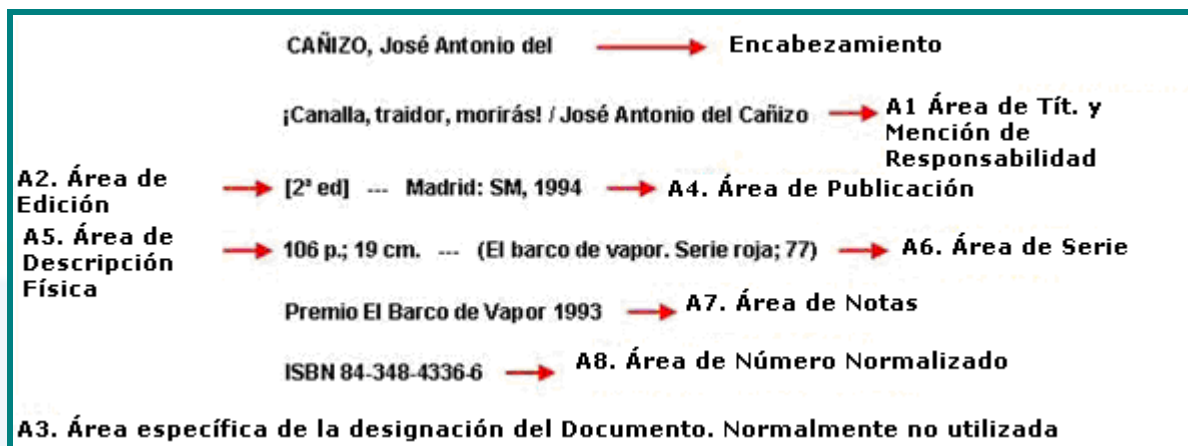 CAÑIZO, José Antonio del Encabezamiento
¡Canalla, traidor, morirás! / José Antonio del Cañizo A1 Área de Tít. y
Mención de
Responsabilidad
A2. Área de
Edición
[2ª ed] --- Madrid: SM, 1994 A4. Área de Publicación
A5. Área de
Descripción
Física
106 p.; 19 cm. --- (El barco de vapor. Serie roja; 77) A6. Área de Serie
Premio El Barco de Vapor 1993 A7. Área de Notas
ISBN 84-348-4336-6 A8. Área de Número Normalizado
A3. Área específica de la designación del Documento. Normalmente no utilizada